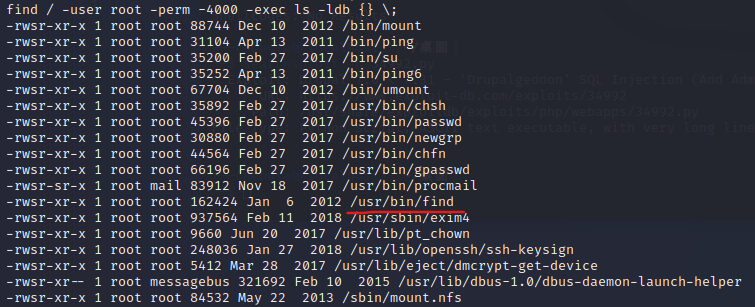 find / -user root -perm -4000 -exec ls -ldb {} \;
-rwsr-xr-x 1 root root 88744 Dec 10  2012 /bin/mount
-rwsr-xr-x 1 root root 31104 Apr 13  2011 /bin/ping
-rwsr-xr-x 1 root root 35200 Feb 27  2017 /bin/su
-rwsr-xr-x 1 root root 35252 Apr 13  2011 /bin/ping6
-rwsr-xr-x 1 root root 67704 Dec 10  2012 /bin/umount
-rwsr-xr-x 1 root root 35892 Feb 27  2017 /usr/bin/chsh
-rwsr-xr-x 1 root root 45396 Feb 27  2017 /usr/bin/passwd
-rwsr-xr-x 1 root root 30880 Feb 27  2017 /usr/bin/newgrp
-rwsr-xr-x 1 root root 44564 Feb 27  2017 /usr/bin/chfn
-rwsr-xr-x 1 root root 66196 Feb 27  2017 /usr/bin/gpasswd
-rwsr-sr-x 1 root mail 83912 Nov 18  2017 /usr/bin/procmail
-rwsr-xr-x 1 root root 162424 Jan  6  2012 /usr/bin/find
-rwsr-xr-x 1 root root 937564 Feb 11  2018 /usr/sbin/exim4
-rwsr-xr-x 1 root root 9660 Jun 20  2017 /usr/lib/pt_chown
-rwsr-xr-x 1 root root 248036 Jan 27  2018 /usr/lib/openssh/ssh-keysign
-rwsr-xr-x 1 root root 5412 Mar 28  2017 /usr/lib/eject/dmcrypt-get-device
-rwsr-xr-- 1 root messagebus 321692 Feb 10  2015 /usr/lib/dbus-1.0/dbus-daemon-launch-helper
-rwsr-xr-x 1 root root 84532 May 22  2013 /sbin/mount.nfs